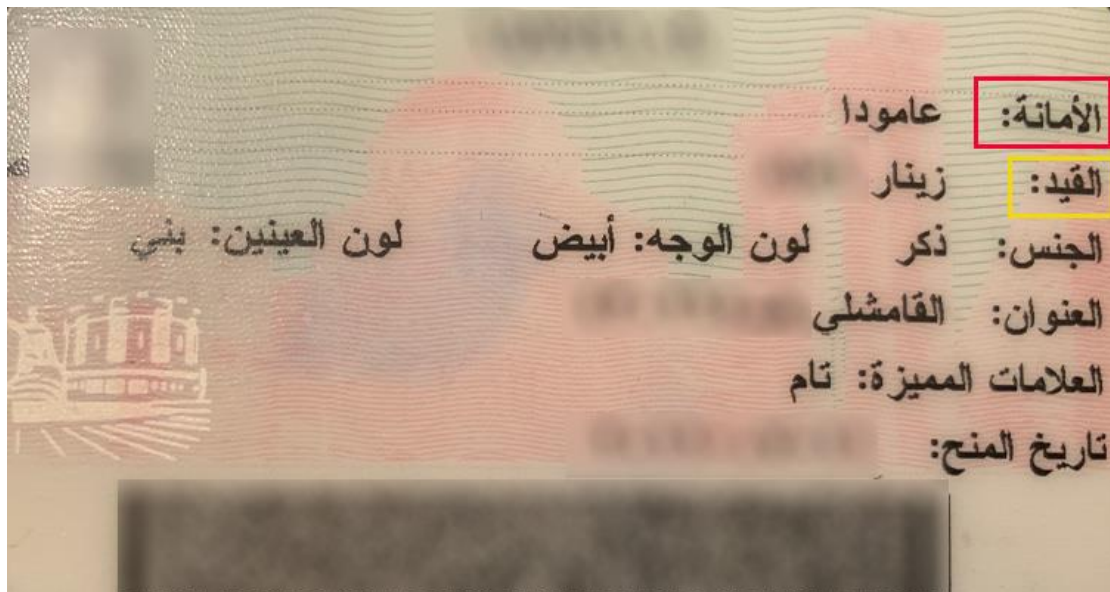 الأمانة: عامودا
القيد: زينار
الجنس: ذكر لون الوجه: أبيض لون العينين: بني
العنوان: القامشلي
العلامات المميزة: تام
تاريخ المنح: